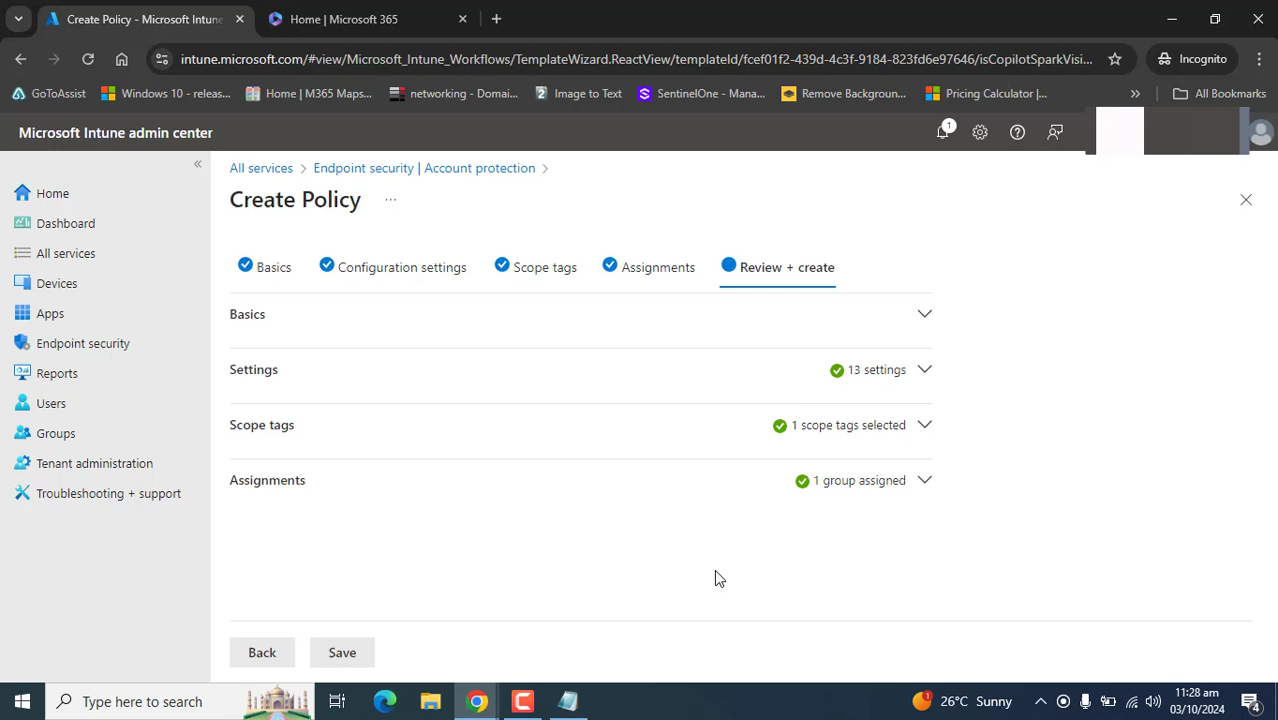 Create Policy - Microsoft Intune
Home | Microsoft 365
intune.microsoft.com/#view/Microsoft_Intune_Workflows/TemplateWizard.ReactView/templateId/fcef01f2-439d-4c3f-9184-823fd6e97646/isCopilotSparkVisi...
Incognito
GoToAssist
Windows 10 - releas...
Home | M365 Maps...
networking - Domai...
Image to Text
SentinelOne - Mana...
Remove Backgroun...
Pricing Calculator |...
»
All Bookmarks
Microsoft Intune admin center
1
All services > Endpoint security | Account protection >
Create Policy ...
Home
Dashboard
All services
Devices
Apps
Endpoint security
Reports
Users
Groups
Tenant administration
Troubleshooting + support
Basics
Configuration settings
Scope tags
Assignments
Review + create
Basics
Settings
13 settings
Scope tags
1 scope tags selected
Assignments
1 group assigned
Back
Save
Type here to search
1
26°C Sunny
11:28 am
03/10/2024
4